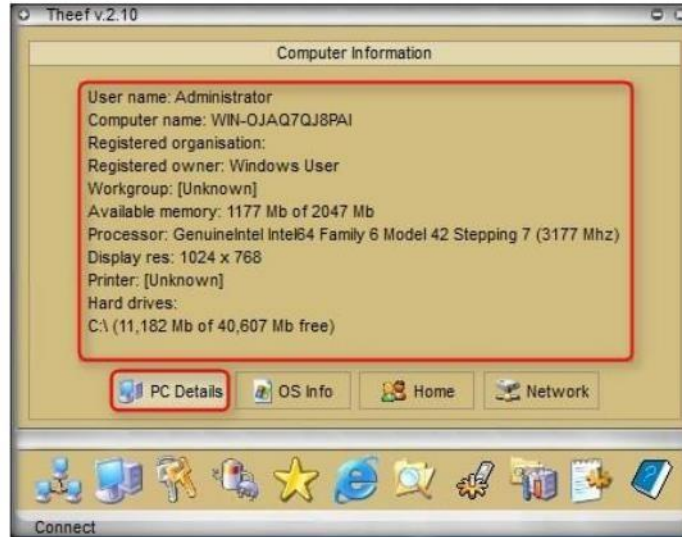 Theef v.2.10
Computer Information
User name: Administrator
Computer name: WIN-OJAQ7QJ8PAI
Registered organisation:
Registered owner: Windows User
Workgroup: [Unknown]
Available memory: 1177 Mb of 2047 Mb
Processor: GenuineIntel Intel64 Family 6 Model 42 Stepping 7 (3177 Mhz)
Display res: 1024 x 768
Printer: [Unknown]
Hard drives:
C:\ (11,182 Mb of 40,607 Mb free)
PC Details OS Info Home Network
Connect